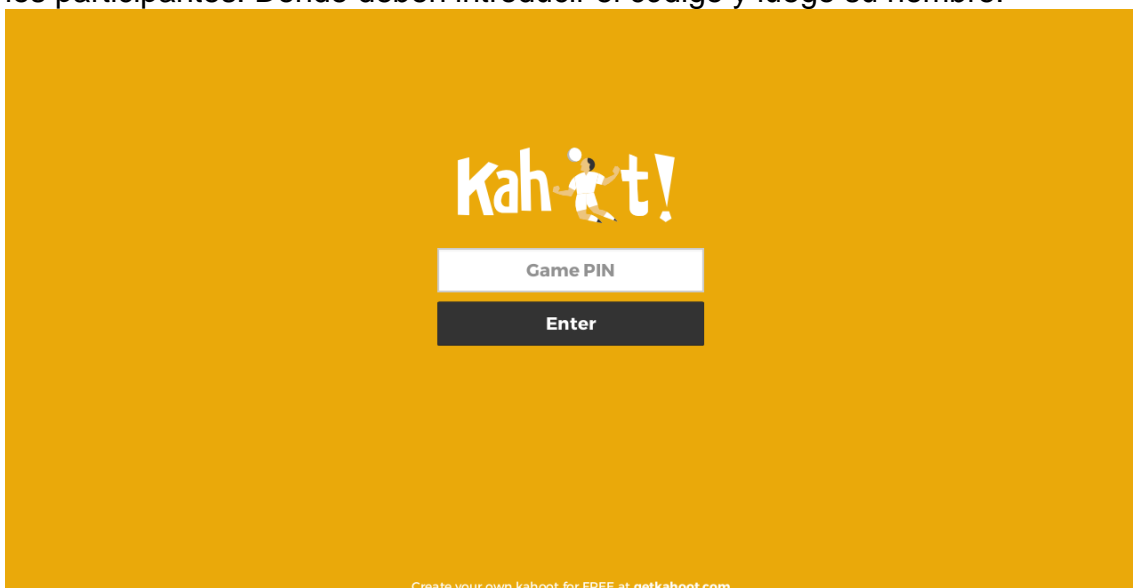 los participantes. Donde deben introducir el código y luego su nombre.
Kahoot!
Game PIN
Enter
Create your own kahoot for FREE at getkahoot.com